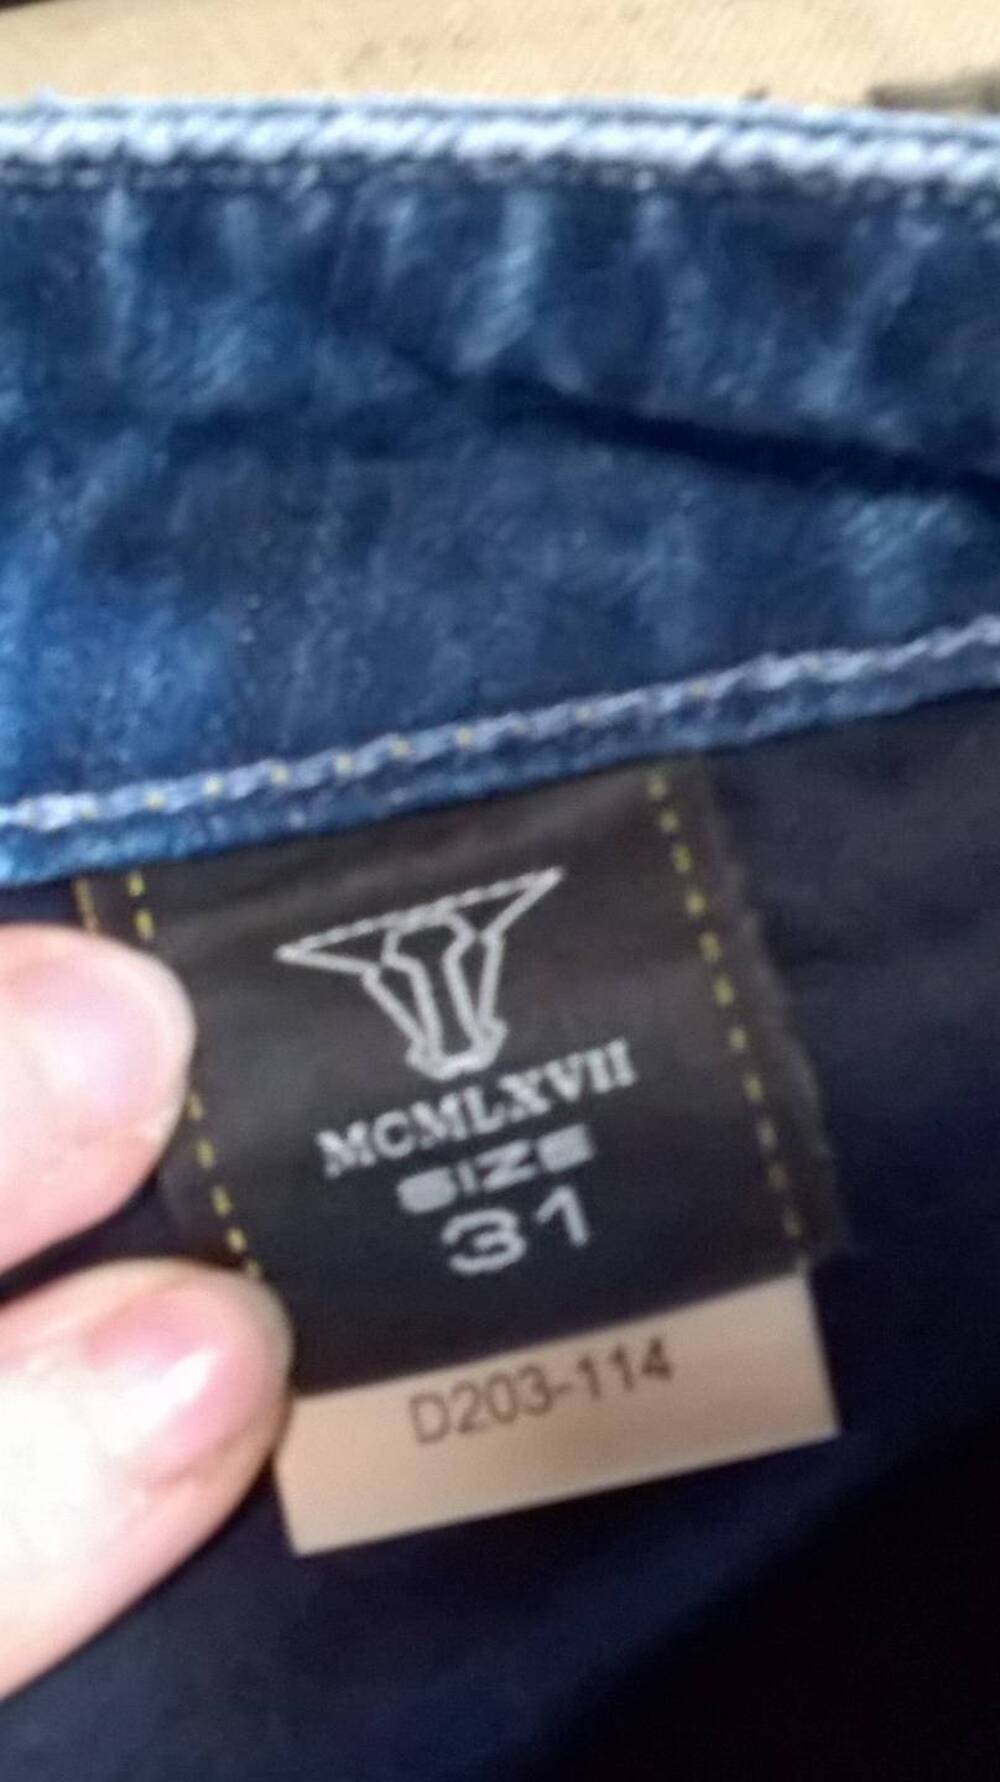 MCMLXVII
SIZE
31
D203-114